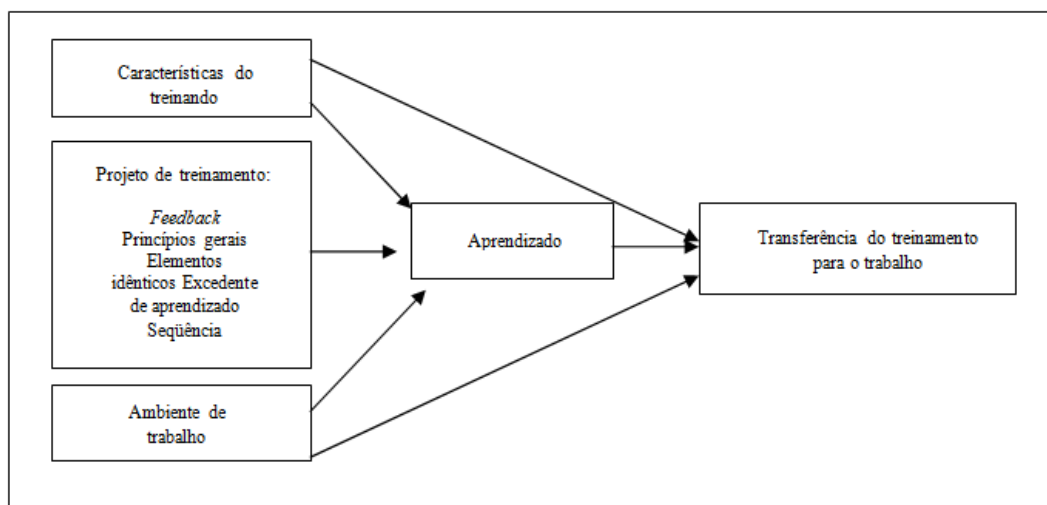 Características do
treinando
Projeto de treinamento:
Feedback
Princípios gerais
Elementos
idênticos Excedente
de aprendizado
Seqüência
Ambiente de
trabalho
Aprendizado
Transferência do treinamento
para o trabalho